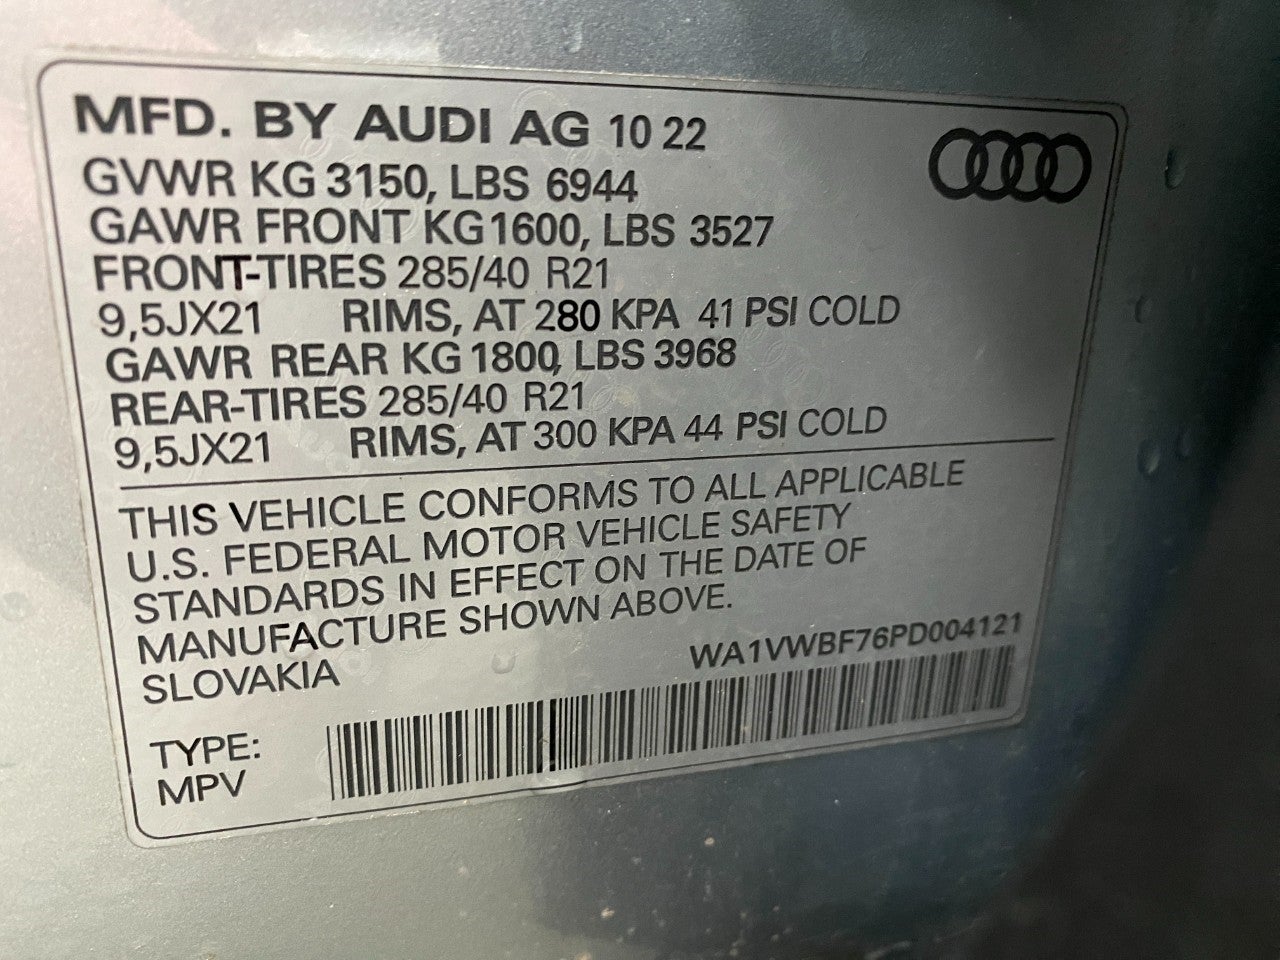 MFD. BY AUDI AG 10 22
GVWR KG 3150, LBS 6944
GAWR FRONT KG 1600, LBS 3527
FRONT-TIRES 285/40 R21
9,5JX21 RIMS, AT 280 KPA 41 PSI COLD
GAWR REAR KG 1800, LBS 3968
REAR-TIRES 285/40 R21
9,5JX21 RIMS, AT 300 KPA 44 PSI COLD
THIS VEHICLE CONFORMS TO ALL APPLICABLE
U.S. FEDERAL MOTOR VEHICLE SAFETY
STANDARDS IN EFFECT ON THE DATE OF
MANUFACTURE SHOWN ABOVE.
SLOVAKIA
WA1VWBF76PD004121
TYPE:
MPV